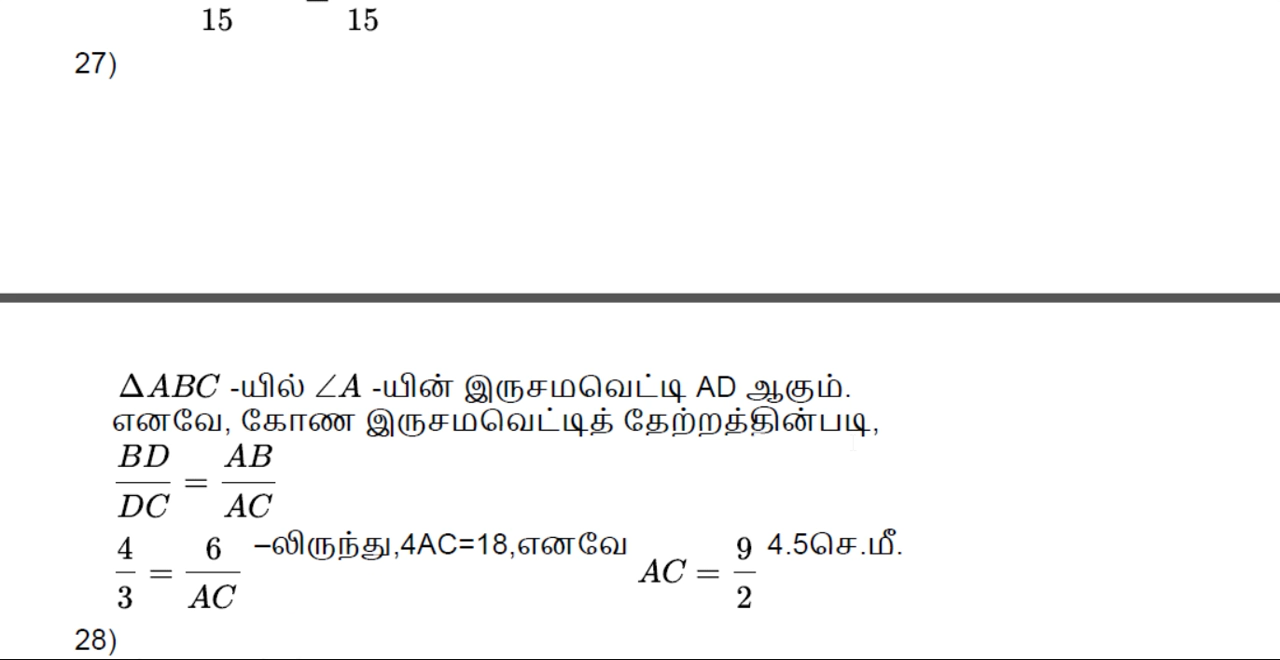 15 = 15
27)
ΔABC -யில் ∠A -யின் இருசமவெட்டி AD ஆகும்.
எனவே, கோண இருசமவெட்டித் தேற்றத்தின்படி,
BD/DC = AB/AC
4/3 = 6/AC –லிருந்து,4AC=18,எனவே AC = 9/2 4.5செ.மீ.
28)